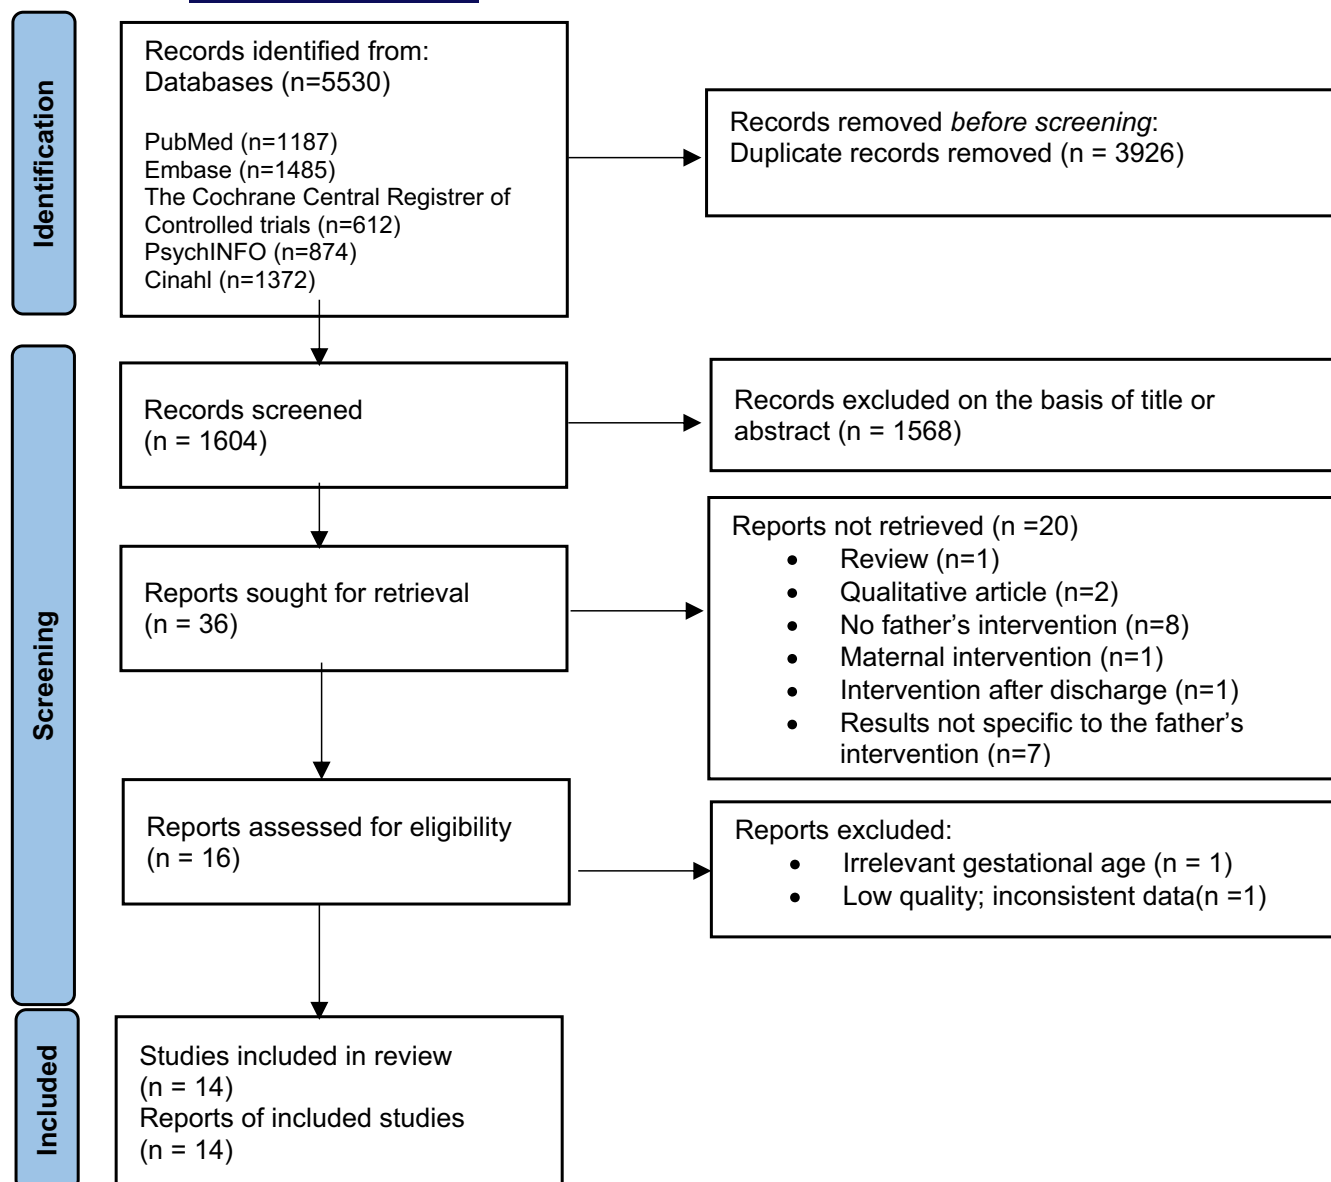 Identification
Records identified from:
Databases (n=5530)
PubMed (n=1187)
Embase (n=1485)
The Cochrane Central Registrer of
Controlled trials (n=612)
PsychINFO (n=874)
Cinahl (n=1372)
Records removed before screening:
Duplicate records removed (n = 3926)
Screening
Records screened
(n = 1604)
Records excluded on the basis of title or
abstract (n = 1568)
Reports sought for retrieval
(n = 36)
Reports not retrieved (n =20)
• Review (n=1)
• Qualitative article (n=2)
• No father’s intervention (n=8)
• Maternal intervention (n=1)
• Intervention after discharge (n=1)
• Results not specific to the father’s
intervention (n=7)
Reports assessed for eligibility
(n = 16)
Reports excluded:
• Irrelevant gestational age (n = 1)
• Low quality; inconsistent data(n =1)
Included
Studies included in review
(n = 14)
Reports of included studies
(n = 14)